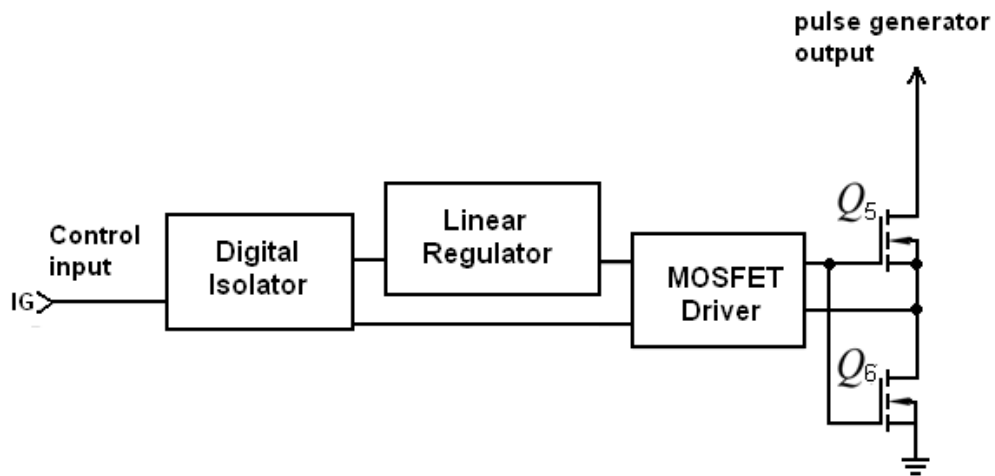 pulse generator
output
Q5
Linear
Regulator
Control
input
Digital
Isolator
MOSFET
Driver
IG
Q6